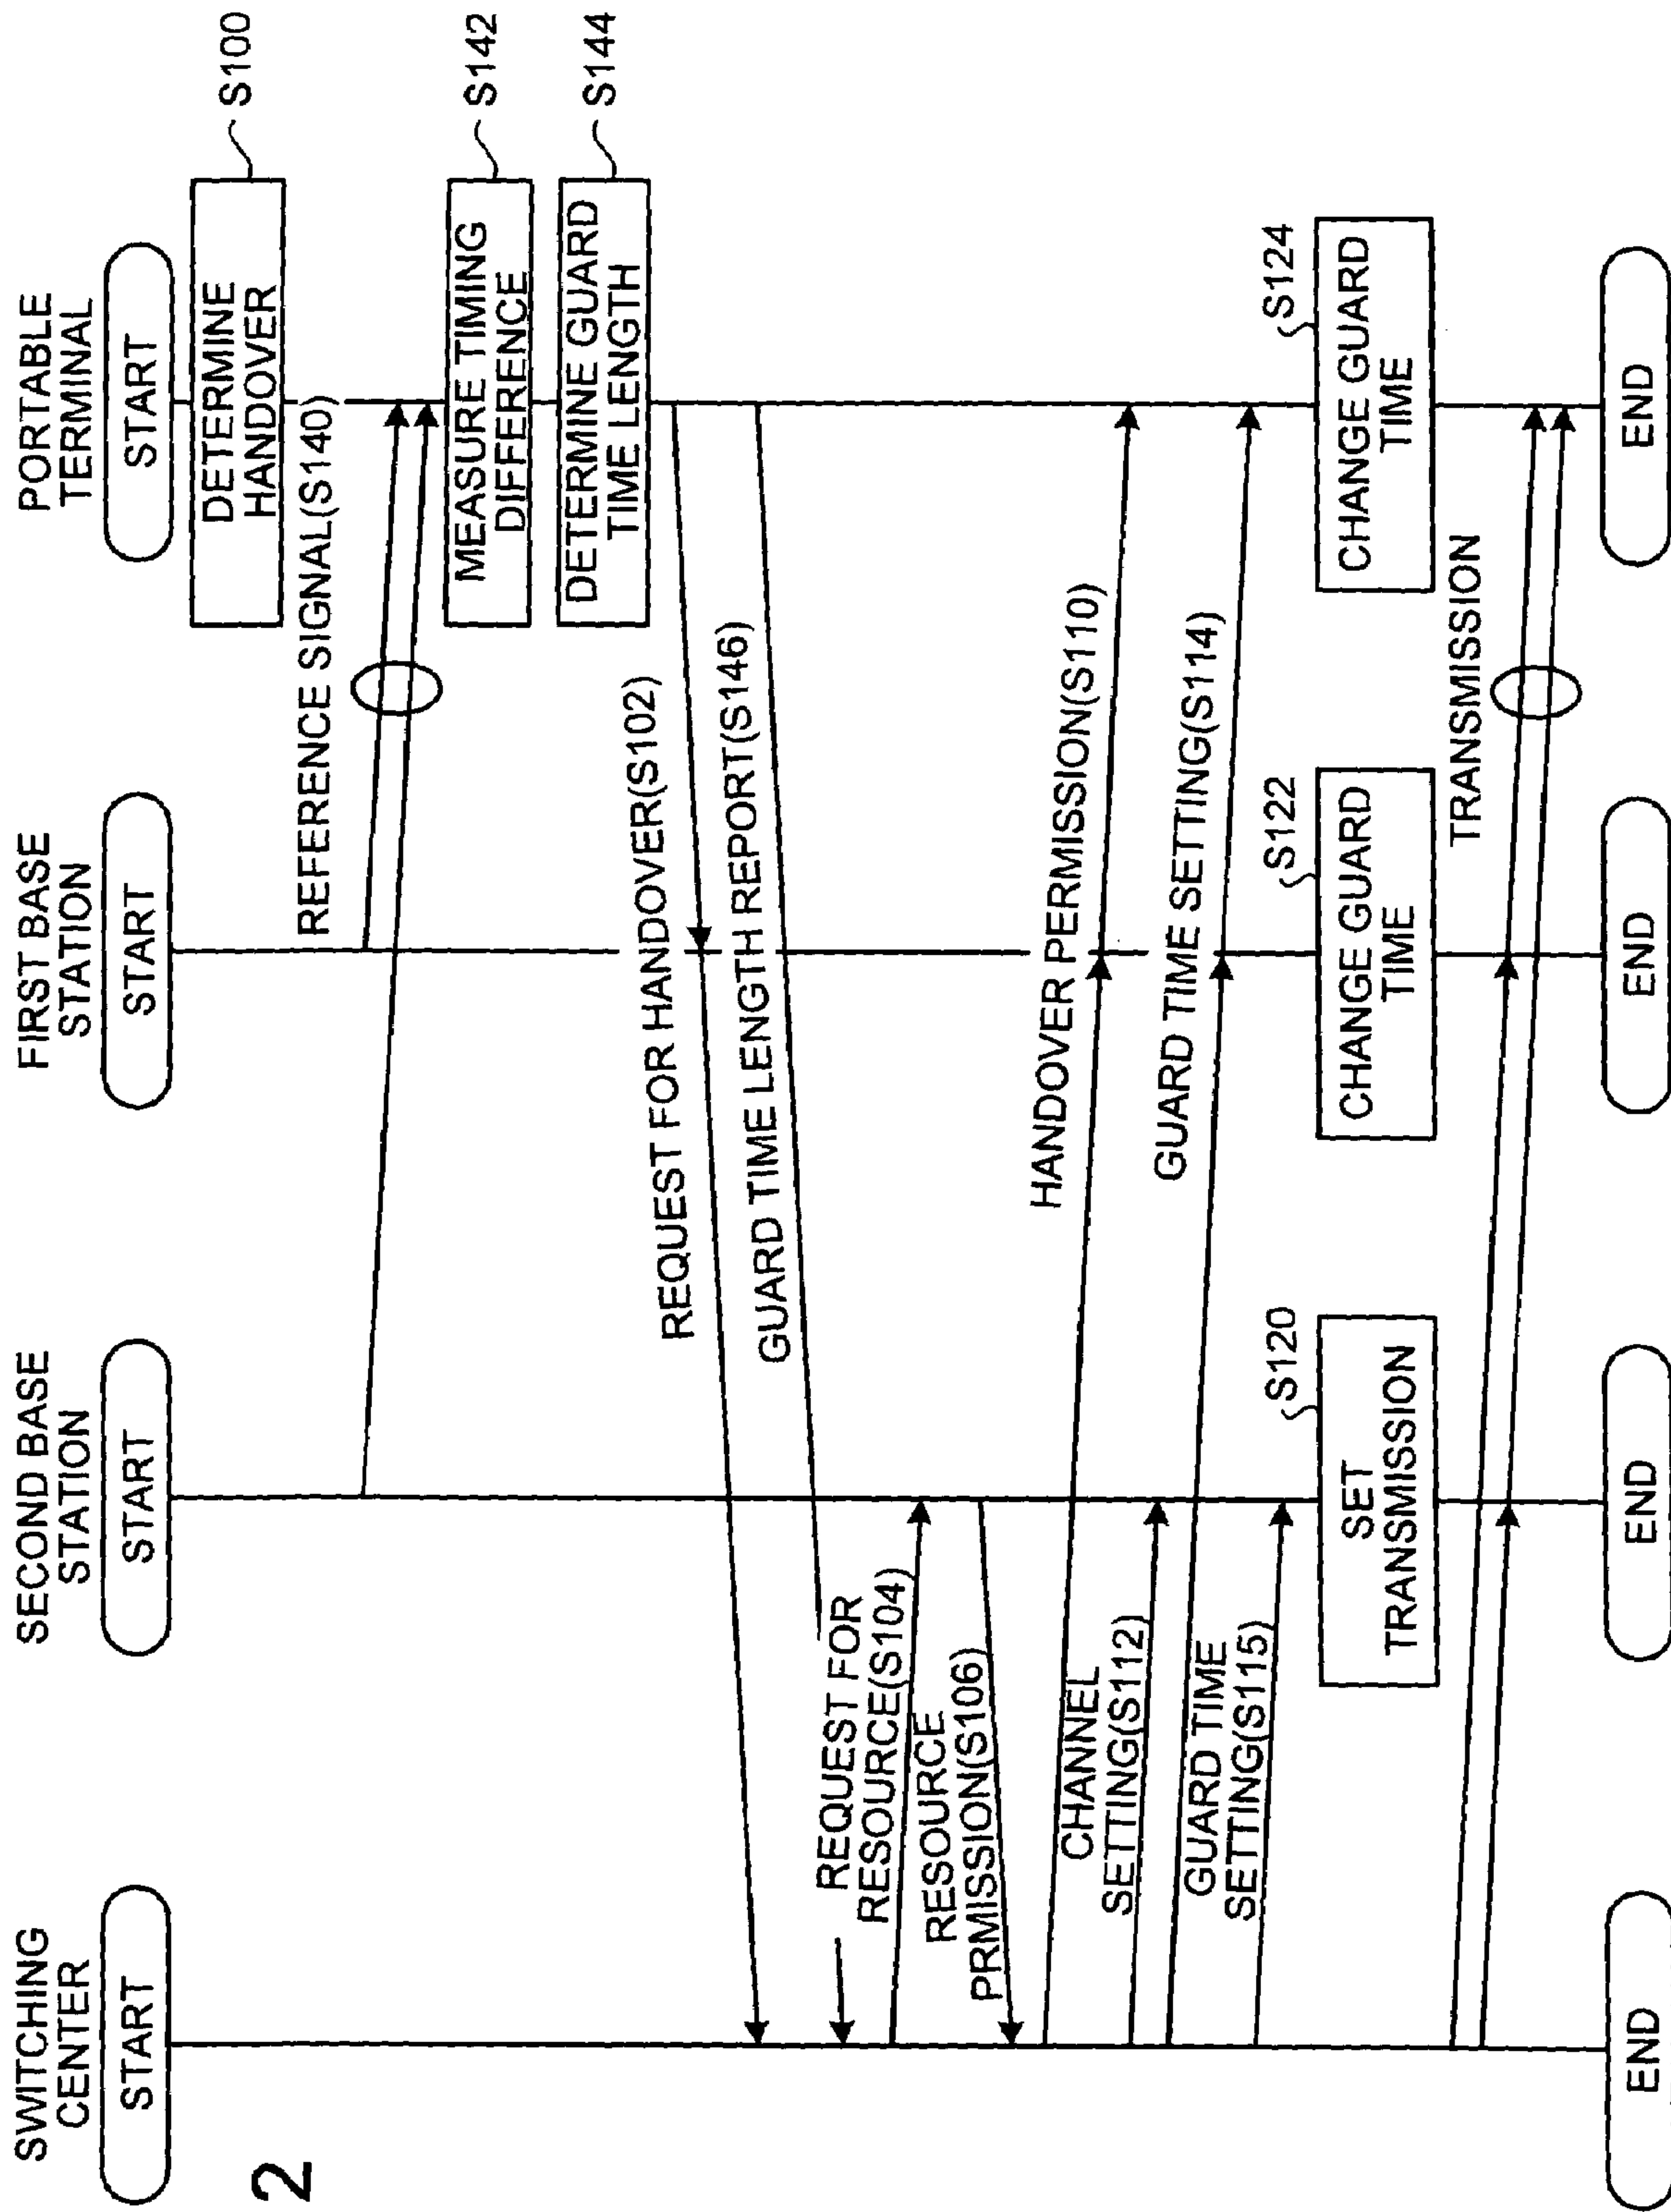 SWITCHING
CENTER
SECOND BASE
STATION
FIRST BASE
STATION
PORTABLE
TERMINAL
START
START
START
START
DETERMINE
HANDOVER
S100
REFERENCE SIGNAL(S140)
MEASURE TIMING
DIFFERENCE
S142
DETERMINE GUARD
TIME LENGTH
S144
REQUEST FOR HANDOVER(S102)
GUARD TIME LENGTH REPORT(S146)
REQUEST FOR
RESOURCE(S104)
RESOURCE
PRMISSION(S106)
HANDOVER PERMISSION(S110)
CHANNEL
SETTING(S112)
GUARD TIME SETTING(S114)
GUARD TIME
SETTING(S115)
SET
TRANSMISSION
S120
CHANGE GUARD
TIME
S122
CHANGE GUARD
TIME
S124
TRANSMISSION
END
END
END
END
2